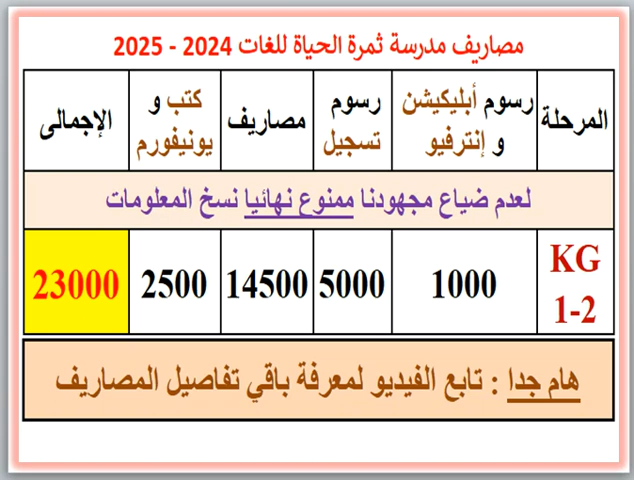 مصاريف مدرسة ثمرة الحياة للغات 2024 - 2025
المرحلة
رسوم أبليكيشن
و إنترفيو
رسوم
تسجيل
مصاريف
كتب و
يونيفورم
الإجمالى
لعدم ضياع مجهودنا ممنوع نهائيا نسخ المعلومات
KG
1-2
1000
5000
14500
2500
23000
هام جدا : تابع الفيديو لمعرفة باقي تفاصيل المصاريف